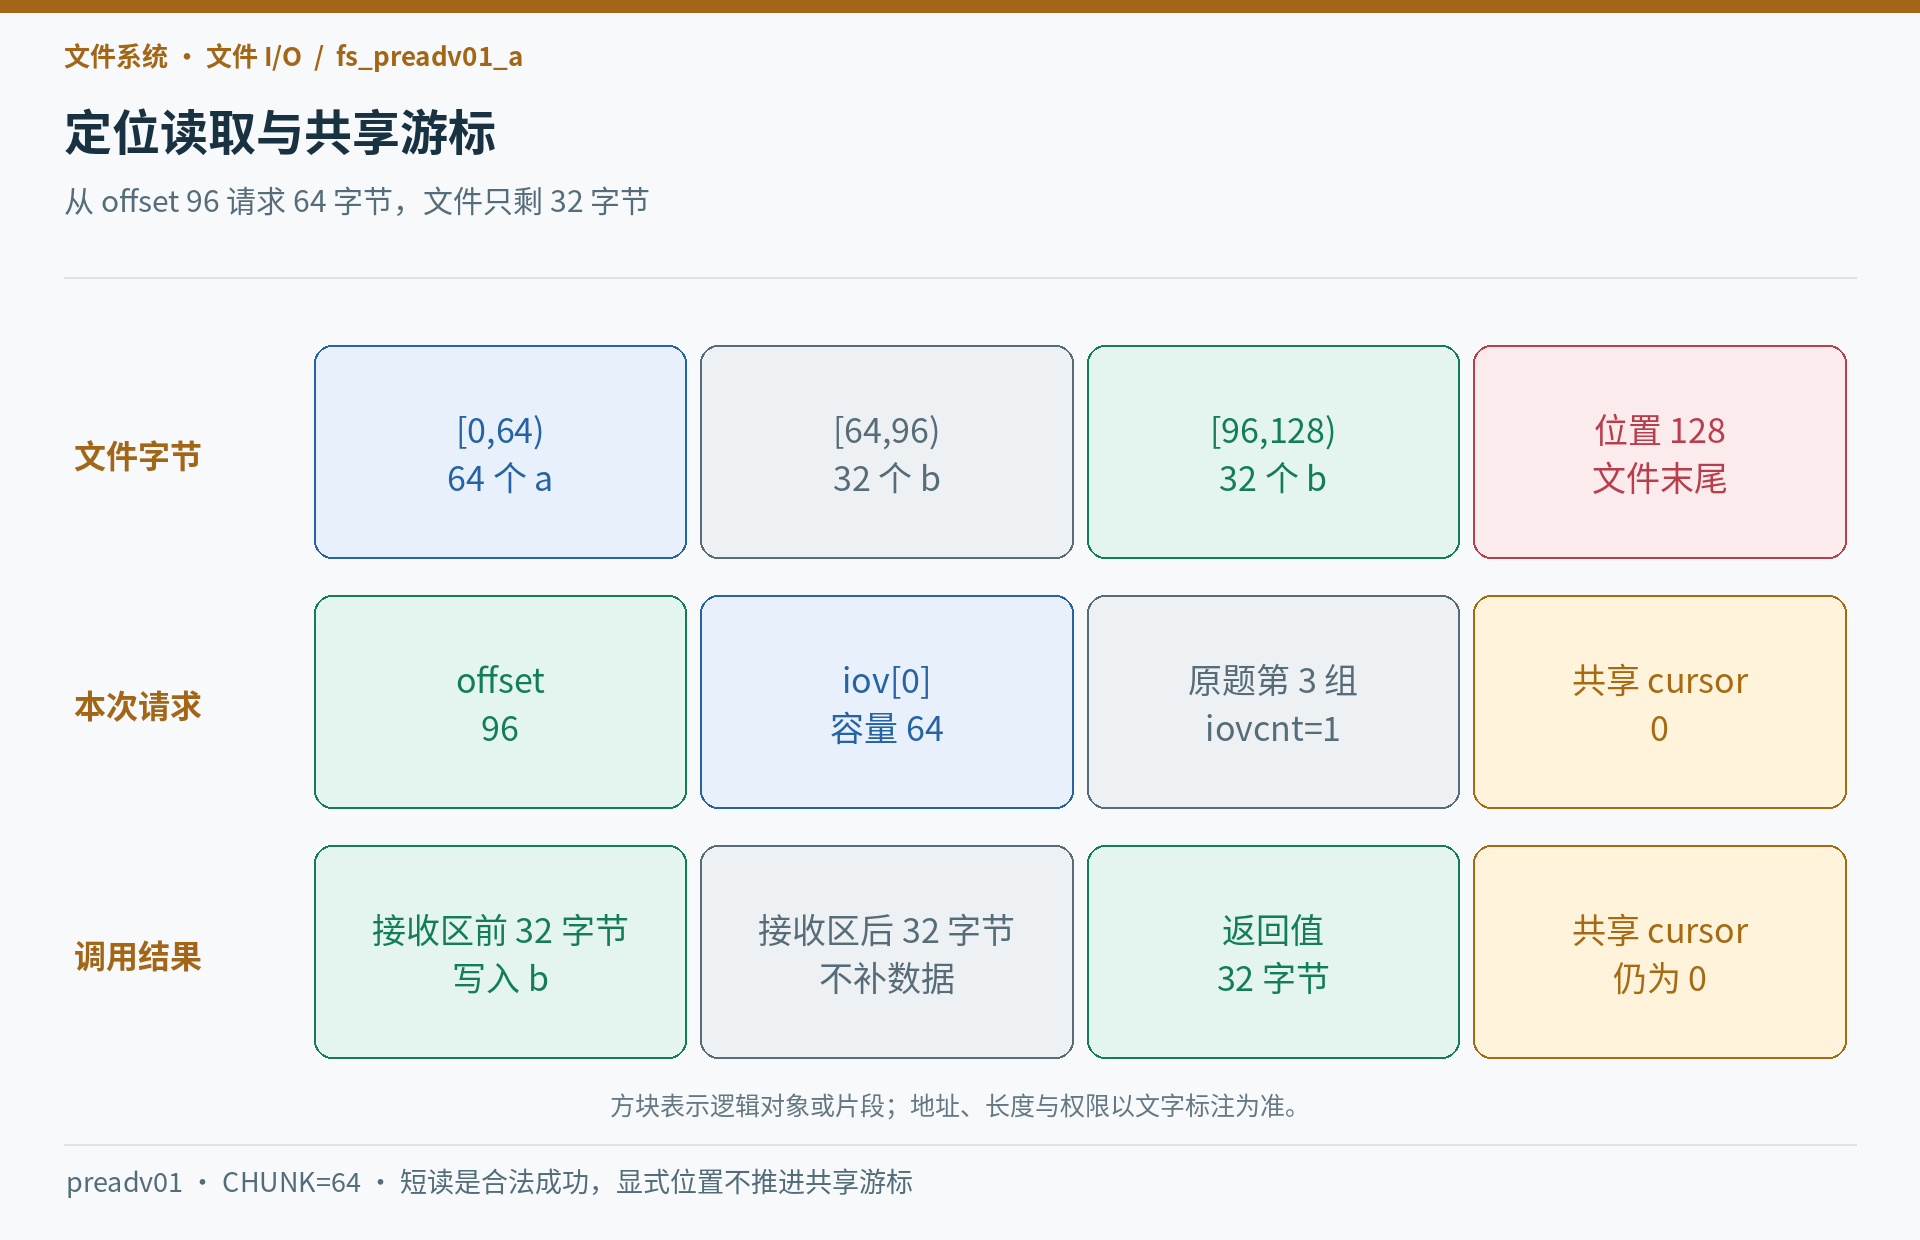 文件系统 · 文件 I/O / fs_preadv01_a
定位读取与共享游标
从 offset 96 请求 64 字节，文件只剩 32 字节
文件字节
[0,64)
64 个 a
[64,96)
32 个 b
[96,128)
32 个 b
位置 128
文件末尾
本次请求
offset
96
iov[0]
容量 64
原题第 3 组
iovcnt=1
共享 cursor
0
调用结果
接收区前 32 字节
写入 b
接收区后 32 字节
不补数据
返回值
32 字节
共享 cursor
仍为 0
方块表示逻辑对象或片段；地址、长度与权限以文字标注为准。
preadv01 · CHUNK=64 · 短读是合法成功，显式位置不推进共享游标